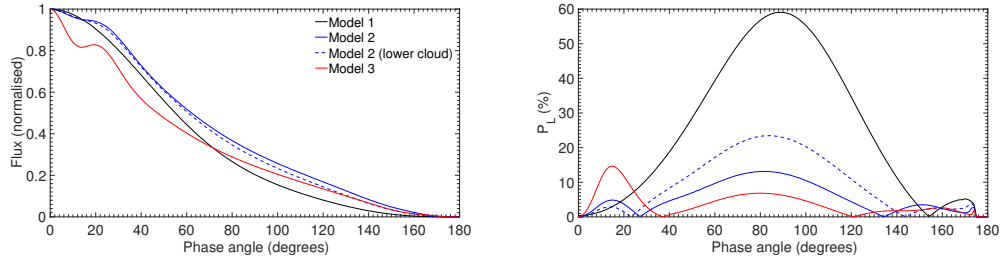 1
0.8
0.6
0.4
0.2
0
Flux (normalised)
0 20 40 60 80 100 120 140 160 180
Phase angle (degrees)
Model 1
Model 2
Model 2 (lower cloud)
Model 3
60
50
40
30
20
10
0
P_L (%)
0 20 40 60 80 100 120 140 160 180
Phase angle (degrees)